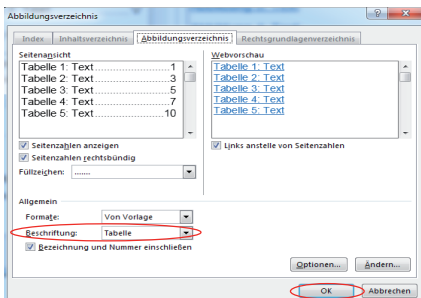 Abbildungsverzeichnis
Index Inhaltsverzeichnis Abbildungsverzeichnis Rechtsgrundlagenverzeichnis
Seitenansicht
Tabelle 1: Text..................1
Tabelle 2: Text..................3
Tabelle 3: Text..................5
Tabelle 4: Text..................7
Tabelle 5: Text................10
Webvorschau
Tabelle 1: Text
Tabelle 2: Text
Tabelle 3: Text
Tabelle 4: Text
Tabelle 5: Text
Seitenzahlen anzeigen
Seitenzahlen rechtsbündig
Füllzeichen: .......
Links anstelle von Seitenzahlen
Allgemein
Formate: Von Vorlage
Beschriftung: Tabelle
Bezeichnung und Nummer einschließen
Optionen... Ändern...
OK Abbrechen